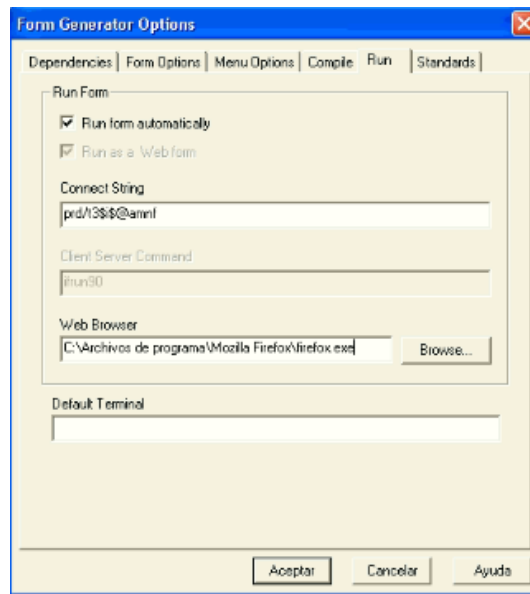 Form Generator Options
Dependencies Form Options Menu Options Compile Run Standards
Run Form
Run form automatically
Run as a Web form
Connect String
prd/t3$i$@amnf
Client Server Command
ifrun90
Web Browser
C:\Archivos de programa\Mozilla Firefox\firefox.exe Browse...
Default Terminal
Aceptar Cancelar Ayuda